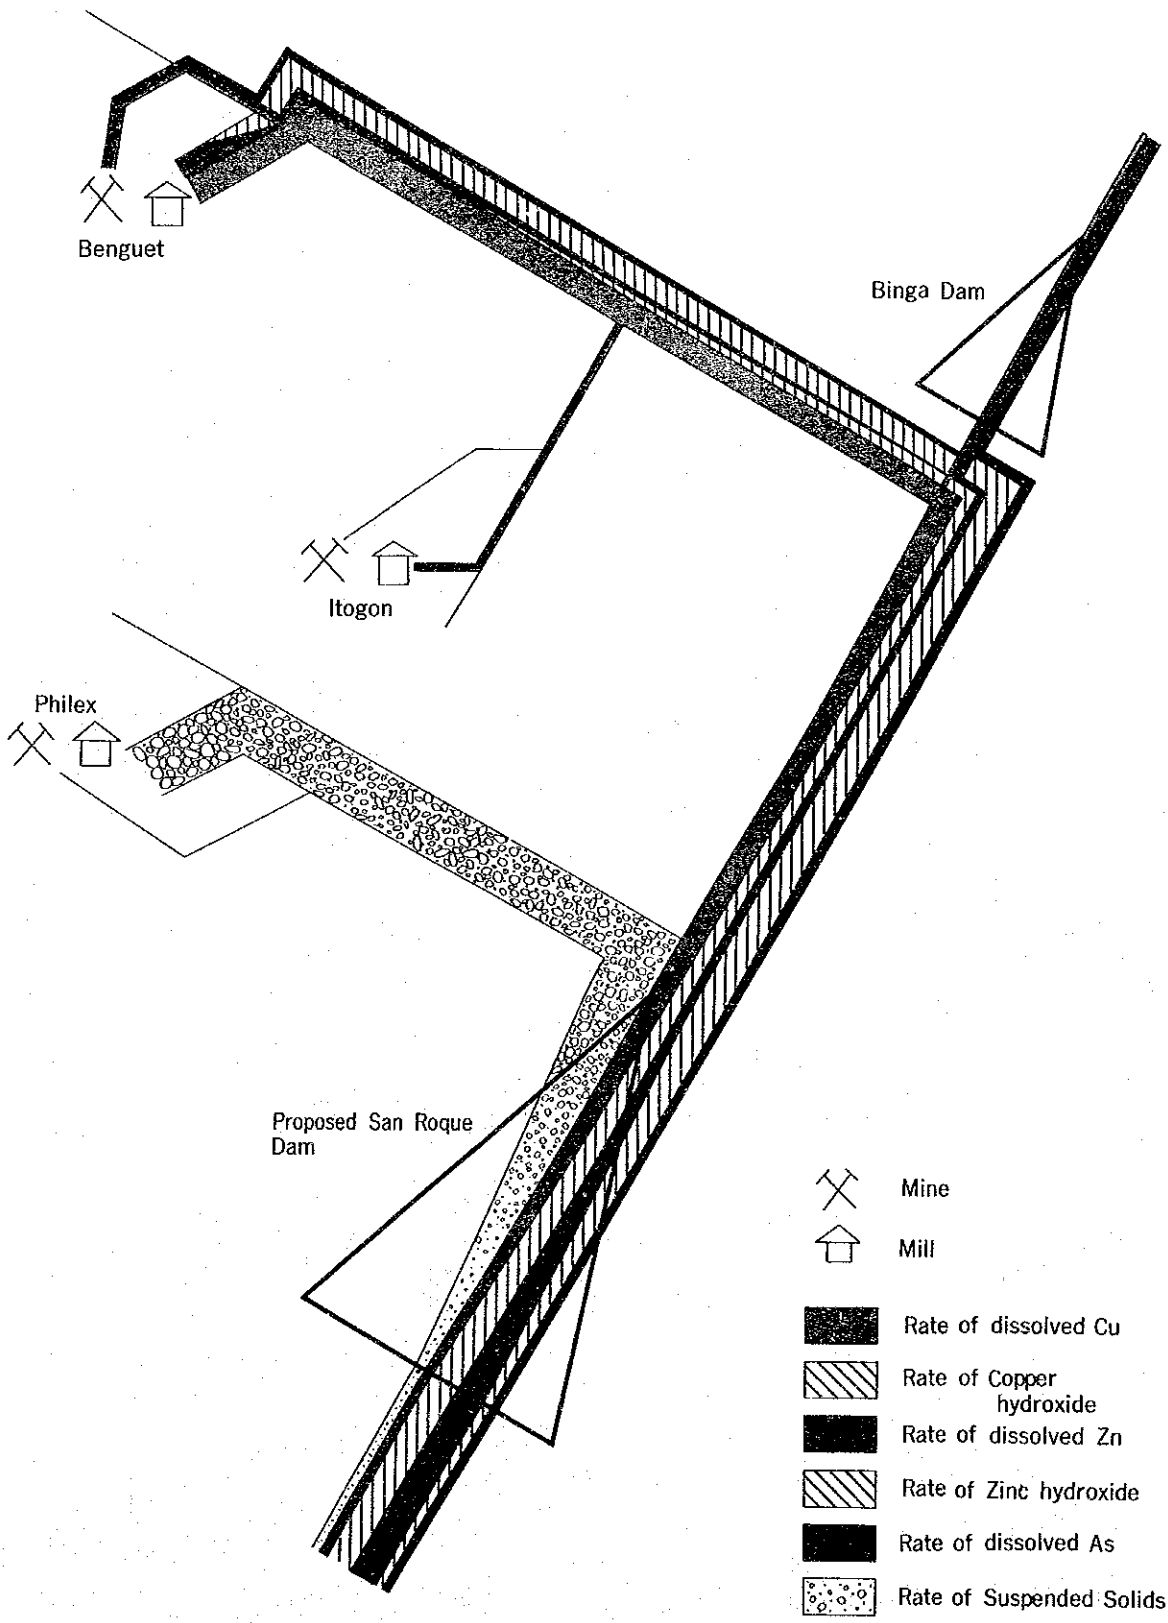 Benguet
Binga Dam
Itogon
Philex
Proposed San Roque
Dam
Mine
Mill
Rate of dissolved Cu
Rate of Copper
hydroxide
Rate of dissolved Zn
Rate of Zinc hydroxide
Rate of dissolved As
Rate of Suspended Solids